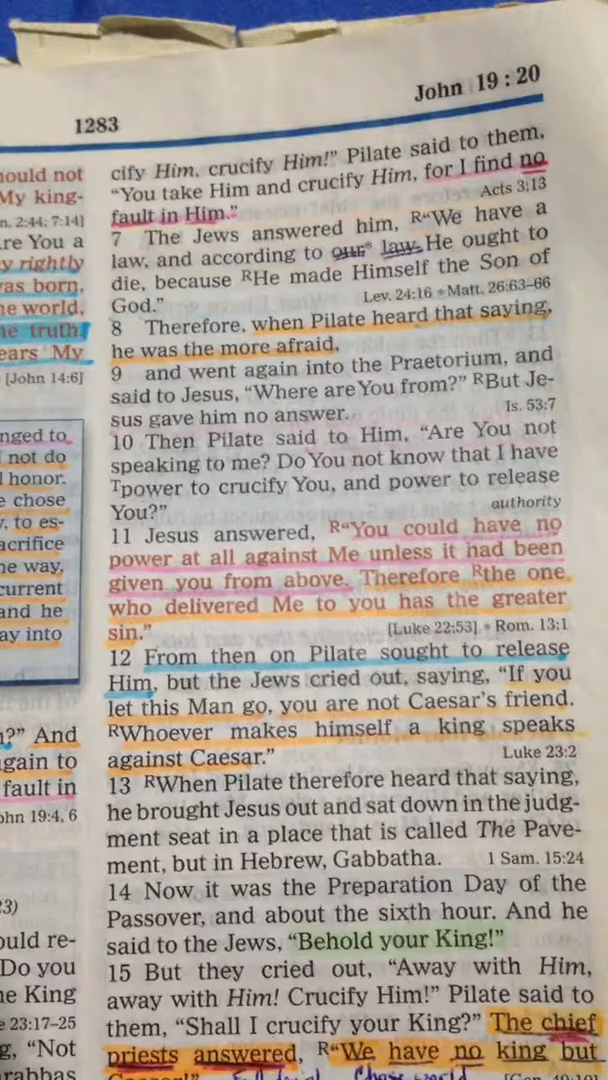 John 19:20
1283
ould not
My king-
n. 2:44; 7:14]
re You a
y rightly
as born,
e world,
e truth
ears My
[John 14:6]
nged to
not do
honor.
e chose
, to es-
acrifice
e way,
current
and he
ay into
?” And
gain to
fault in
ohn 19:4, 6
23)
ould re-
Do you
e King
e 23:17–25
g, “Not
rabbas
cify Him, crucify Him!” Pilate said to them,
“You take Him and crucify Him, for I find no
fault in Him.” Acts 3:13
7 The Jews answered him, R“We have a
law, and according to our* law, He ought to
die, because RHe made Himself the Son of
God.” Lev. 24:16 • Matt. 26:63–66
8 Therefore, when Pilate heard that saying,
he was the more afraid,
9 and went again into the Praetorium, and
said to Jesus, “Where are You from?” RBut Je-
sus gave him no answer. Is. 53:7
10 Then Pilate said to Him, “Are You not
speaking to me? Do You not know that I have
Tpower to crucify You, and power to release
You?” authority
11 Jesus answered, R“You could have no
power at all against Me unless it had been
given you from above. Therefore Rthe one
who delivered Me to you has the greater
sin.” [Luke 22:53] • Rom. 13:1
12 From then on Pilate sought to release
Him, but the Jews cried out, saying, “If you
let this Man go, you are not Caesar’s friend.
RWhoever makes himself a king speaks
against Caesar.” Luke 23:2
13 RWhen Pilate therefore heard that saying,
he brought Jesus out and sat down in the judg-
ment seat in a place that is called The Pave-
ment, but in Hebrew, Gabbatha. 1 Sam. 15:24
14 Now it was the Preparation Day of the
Passover, and about the sixth hour. And he
said to the Jews, “Behold your King!”
15 But they cried out, “Away with Him,
away with Him! Crucify Him!” Pilate said to
them, “Shall I crucify your King?” The chief
priests answered, R“We have no king but